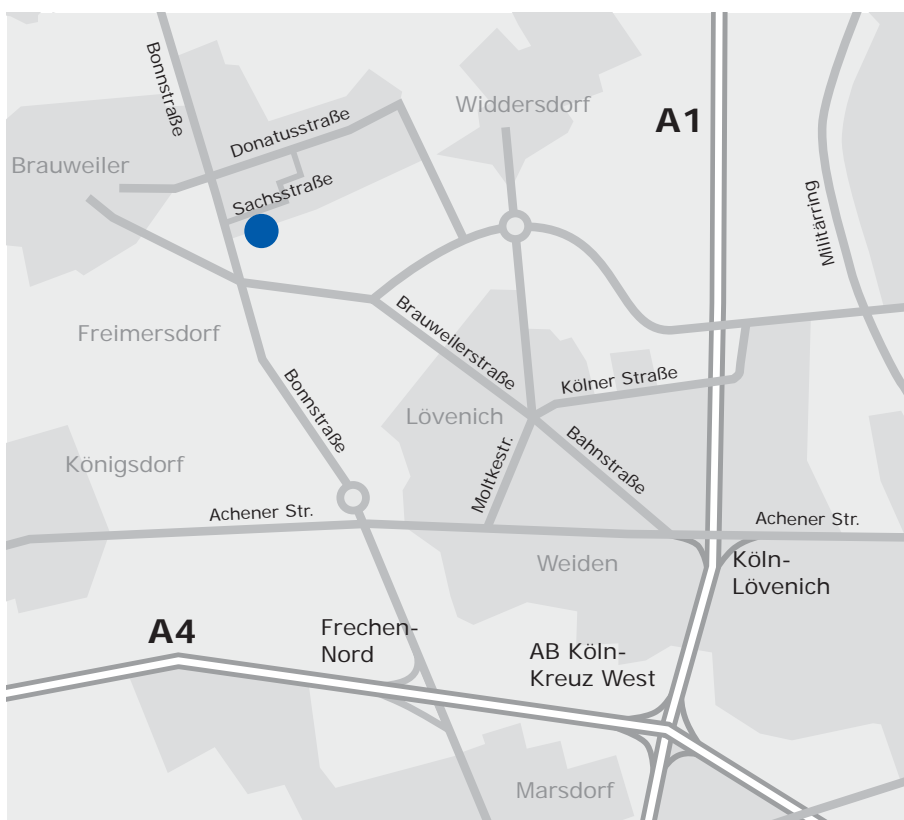 Bonnstraße
Widdersdorf
A1
Donatusstraße
Brauweiler
Sachsstraße
Militärring
Freimersdorf
Brauweilerstraße
Bonnstraße
Kölner Straße
Lövenich
Bahnstraße
Königsdorf
Moltkestr.
Achener Str.
Achener Str.
Weiden
Köln-
Lövenich
A4
Frechen-
Nord
AB Köln-
Kreuz West
Marsdorf